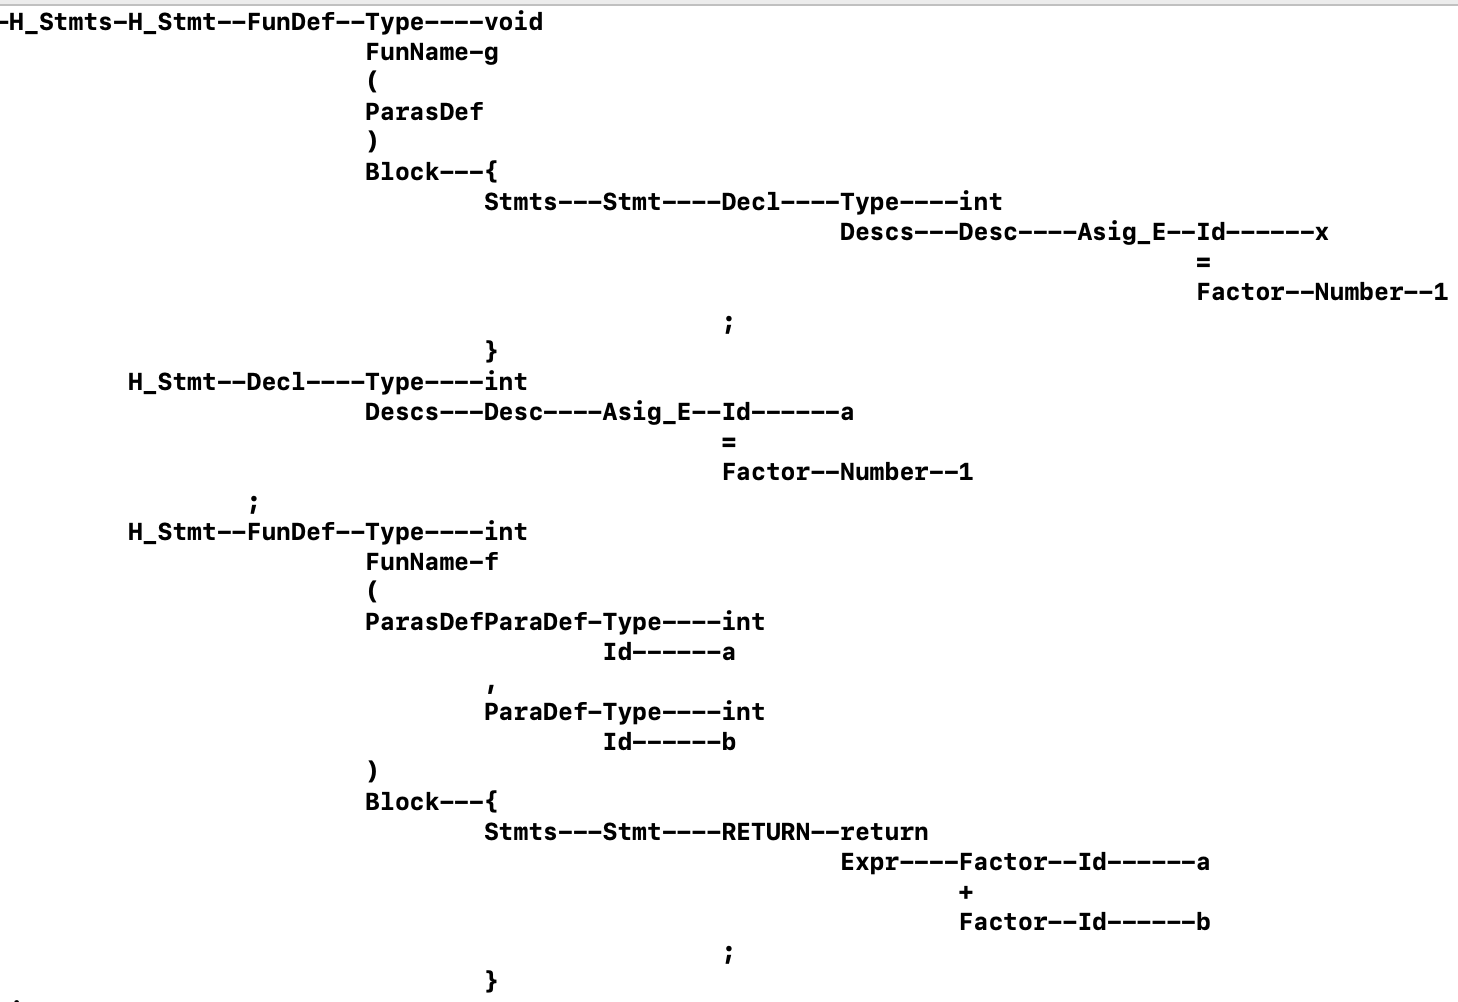 -H_Stmts-H_Stmt--FunDef--Type----void
                         FunName-g
                         (
                         ParasDef
                         )
                         Block---{
                                 Stmts---Stmt----Decl----Type----int
                                                         Descs---Desc----Asig_E--Id------x
                                                                                 =
                                                                                 Factor--Number--1
                                                 ;
                                 }
         H_Stmt--Decl----Type----int
                         Descs---Desc----Asig_E--Id------a
                                                 =
                                                 Factor--Number--1
                 ;
         H_Stmt--FunDef--Type----int
                         FunName-f
                         (
                         ParasDefParaDef-Type----int
                                         Id------a
                                 ,
                                 ParaDef-Type----int
                                         Id------b
                         )
                         Block---{
                                 Stmts---Stmt----RETURN--return
                                                         Expr----Factor--Id------a
                                                                 +
                                                                 Factor--Id------b
                                                 ;
                                 }